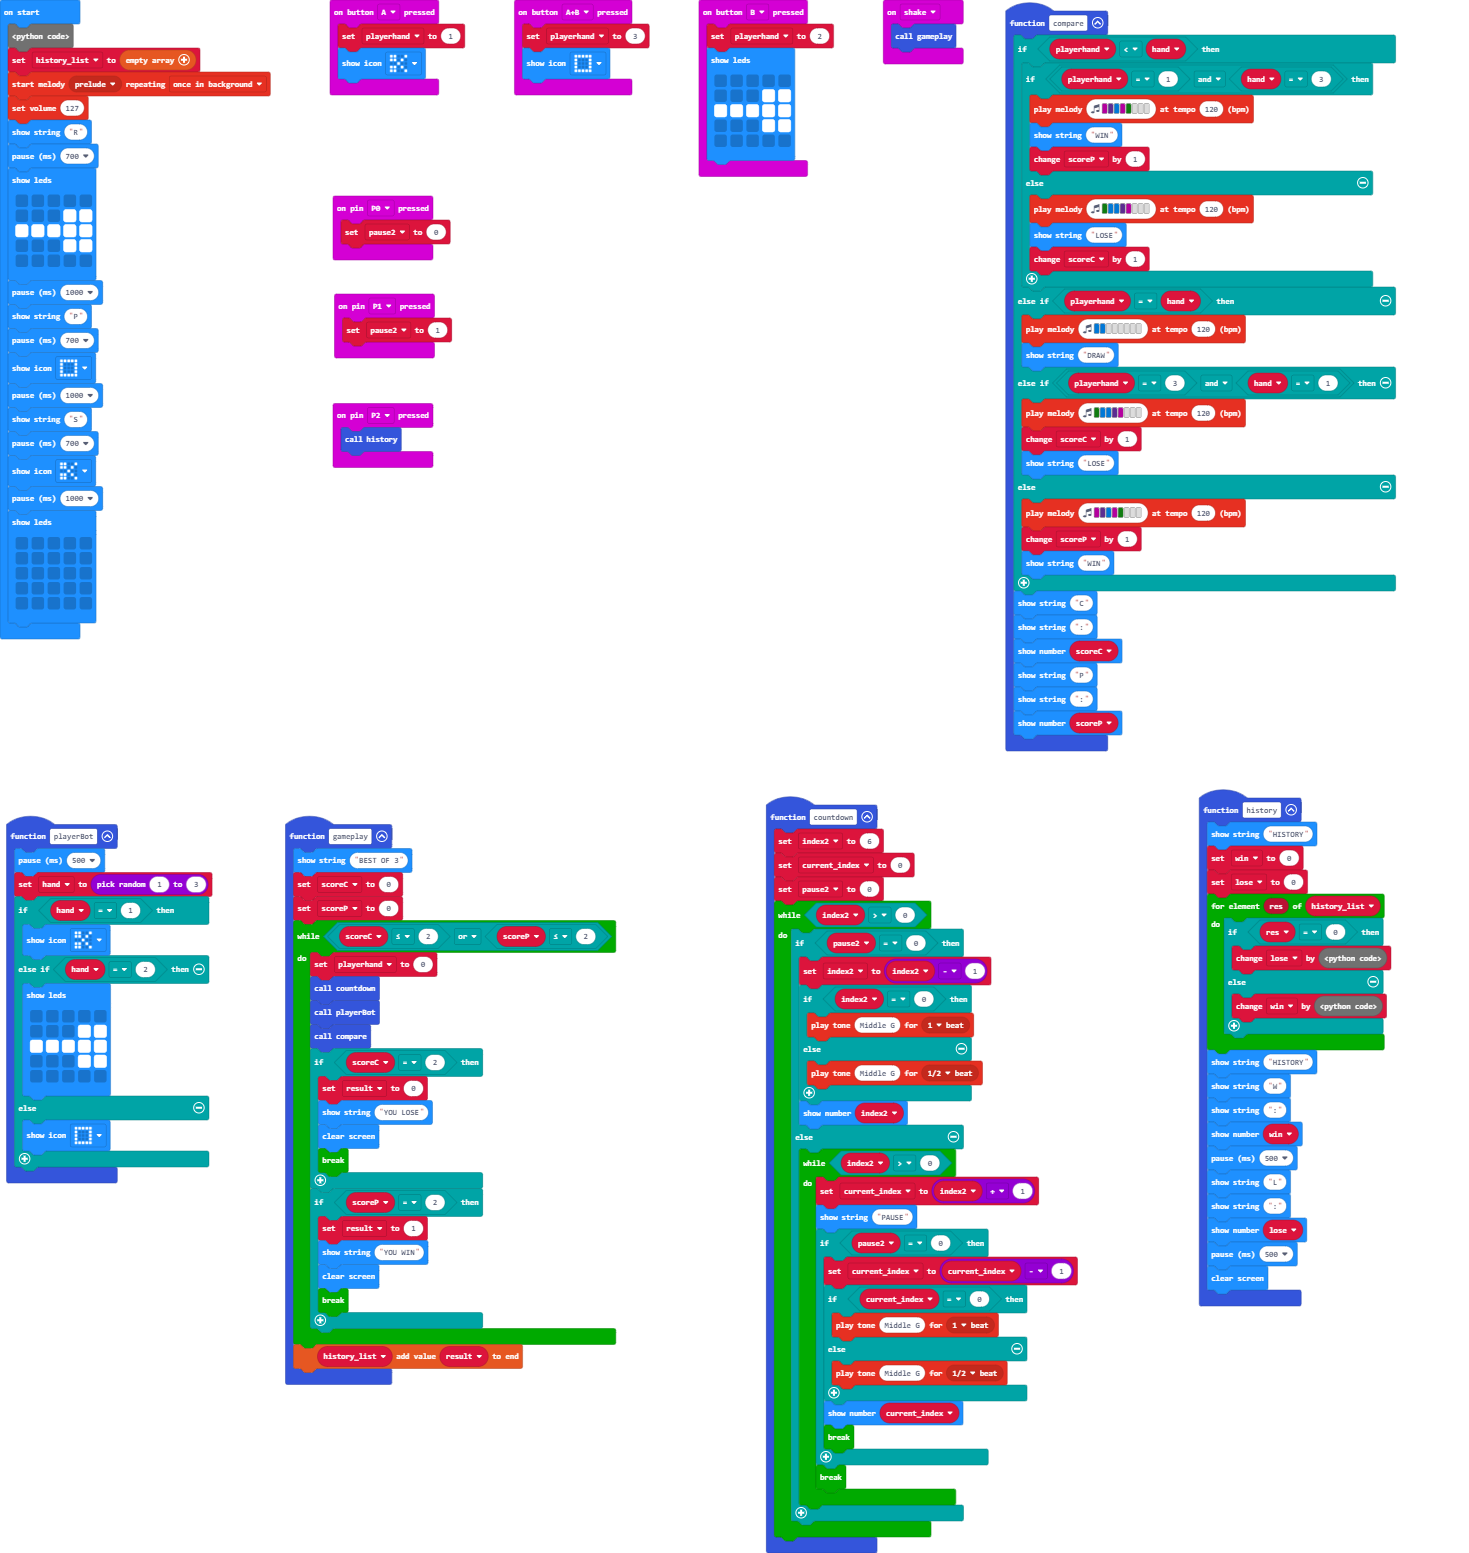 on start
<python code>
set history_list to empty array
start melody prelude repeating once in background
set volume 127
show string "R"
pause (ms) 700
show leds
pause (ms) 1000
show string "P"
pause (ms) 700
show icon
pause (ms) 1000
show string "S"
pause (ms) 700
show icon
pause (ms) 1000
show leds
on button A pressed
set playerhand to 1
show icon
on button A+B pressed
set playerhand to 3
show icon
on button B pressed
set playerhand to 2
show leds
on shake
call gameplay
on pin P0 pressed
set pause2 to 0
on pin P1 pressed
set pause2 to 1
on pin P2 pressed
call history
function compare
if playerhand < hand then
if playerhand = 1 and hand = 3 then
play melody at tempo 120 (bpm)
show string "WIN"
change scoreP by 1
else
play melody at tempo 120 (bpm)
show string "LOSE"
change scoreC by 1
else if playerhand = hand then
play melody at tempo 120 (bpm)
show string "DRAW"
else if playerhand = 3 and hand = 1 then
play melody at tempo 120 (bpm)
change scoreC by 1
show string "LOSE"
else
play melody at tempo 120 (bpm)
change scoreP by 1
show string "WIN"
show string "C"
show string ":"
show number scoreC
show string "P"
show string ":"
show number scoreP
function playerBot
pause (ms) 500
set hand to pick random 1 to 3
if hand = 1 then
show icon
else if hand = 2 then
show leds
else
show icon
function gameplay
show string "BEST OF 3"
set scoreC to 0
set scoreP to 0
while scoreC ≤ 2 or scoreP ≤ 2
do set playerhand to 0
call countdown
call playerBot
call compare
if scoreC = 2 then
set result to 0
show string "YOU LOSE"
clear screen
break
if scoreP = 2 then
set result to 1
show string "YOU WIN"
clear screen
break
history_list add value result to end
function countdown
set index2 to 6
set current_index to 0
set pause2 to 0
while index2 > 0
do if pause2 = 0 then
set index2 to index2 - 1
if index2 = 0 then
play tone Middle G for 1 beat
else
play tone Middle G for 1/2 beat
show number index2
else
while index2 > 0
do set current_index to index2 + 1
show string "PAUSE"
if pause2 = 0 then
set current_index to current_index - 1
if current_index = 0 then
play tone Middle G for 1 beat
else
play tone Middle G for 1/2 beat
show number current_index
break
break
function history
show string "HISTORY"
set win to 0
set lose to 0
for element res of history_list
do if res = 0 then
change lose by <python code>
else
change win by <python code>
show string "HISTORY"
show string "W"
show string ":"
show number win
pause (ms) 500
show string "L"
show string ":"
show number lose
pause (ms) 500
clear screen